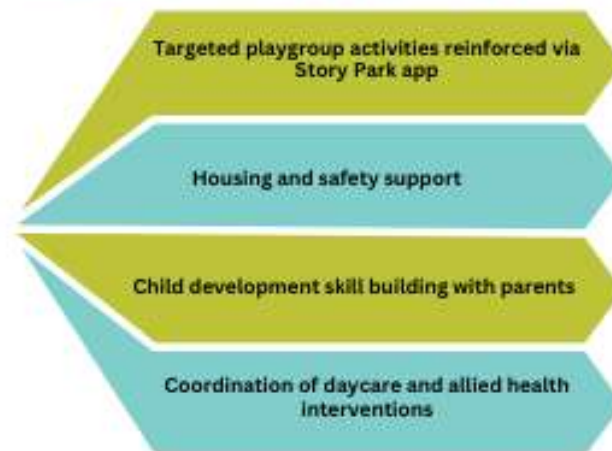 Targeted playgroup activities reinforced via
Story Park app
Housing and safety support
Child development skill building with parents
Coordination of daycare and allied health
interventions